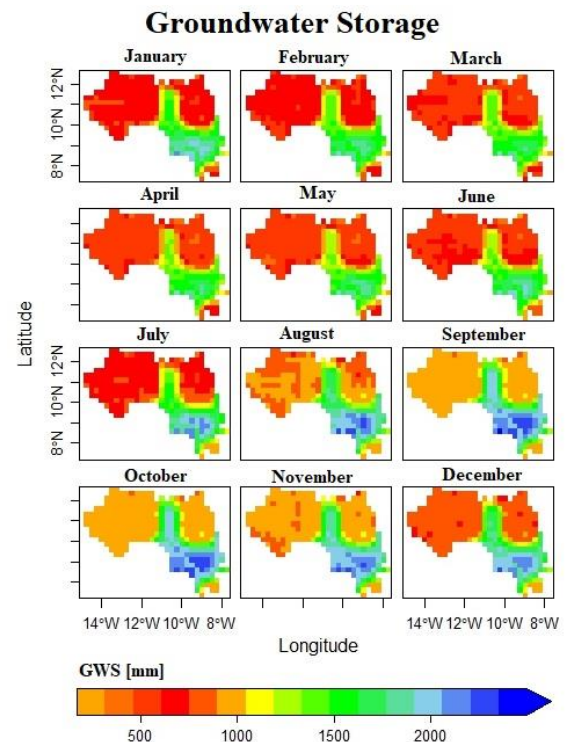 Groundwater Storage
January February March
12°N
10°N
8°N
April May June
Latitude
July August September
12°N
10°N
8°N
October November December
14°W 12°W 10°W 8°W 14°W 12°W 10°W 8°W
Longitude
GWS [mm]
500 1000 1500 2000